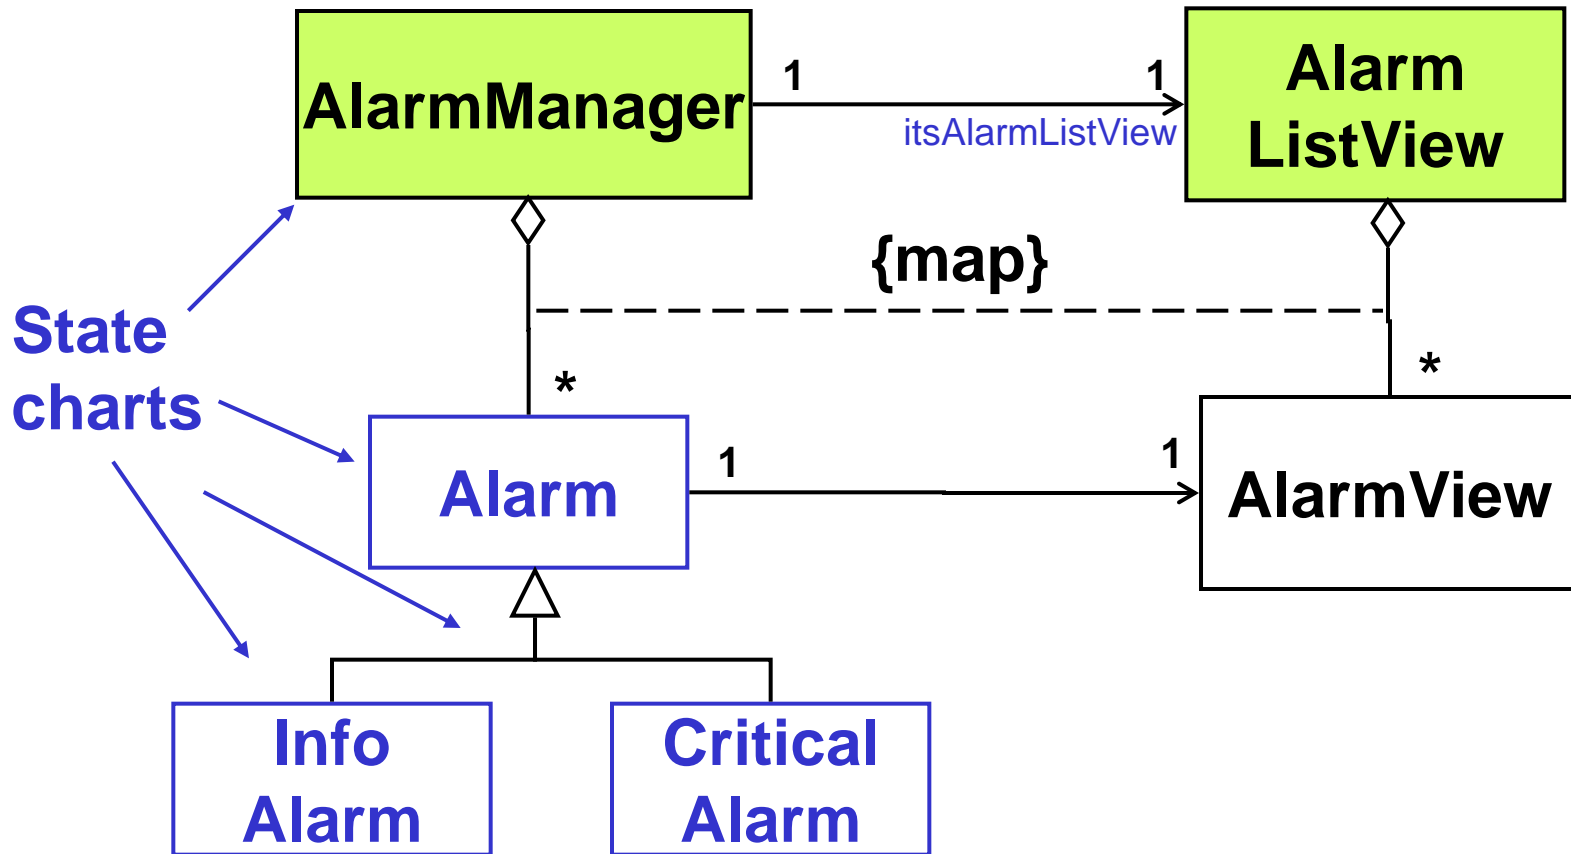 AlarmManager
1
1
itsAlarmListView
Alarm
ListView
{map}
State
charts
*
*
Alarm
1
1
AlarmView
Info
Alarm
Critical
Alarm